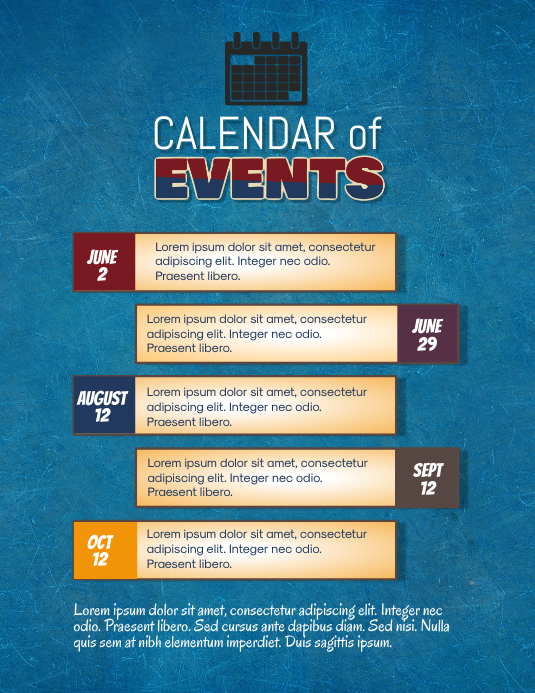 CALENDAR of
EVENTS
JUNE
2
Lorem ipsum dolor sit amet, consectetur
adipiscing elit. Integer nec odio.
Praesent libero.
Lorem ipsum dolor sit amet, consectetur
adipiscing elit. Integer nec odio.
Praesent libero.
JUNE
29
AUGUST
12
Lorem ipsum dolor sit amet, consectetur
adipiscing elit. Integer nec odio.
Praesent libero.
Lorem ipsum dolor sit amet, consectetur
adipiscing elit. Integer nec odio.
Praesent libero.
SEPT
12
OCT
12
Lorem ipsum dolor sit amet, consectetur
adipiscing elit. Integer nec odio.
Praesent libero.
Lorem ipsum dolor sit amet, consectetur adipiscing elit. Integer nec
odio. Praesent libero. Sed cursus ante dapibus diam. Sed nisi. Nulla
quis sem at nibh elementum imperdiet. Duis sagittis ipsum.